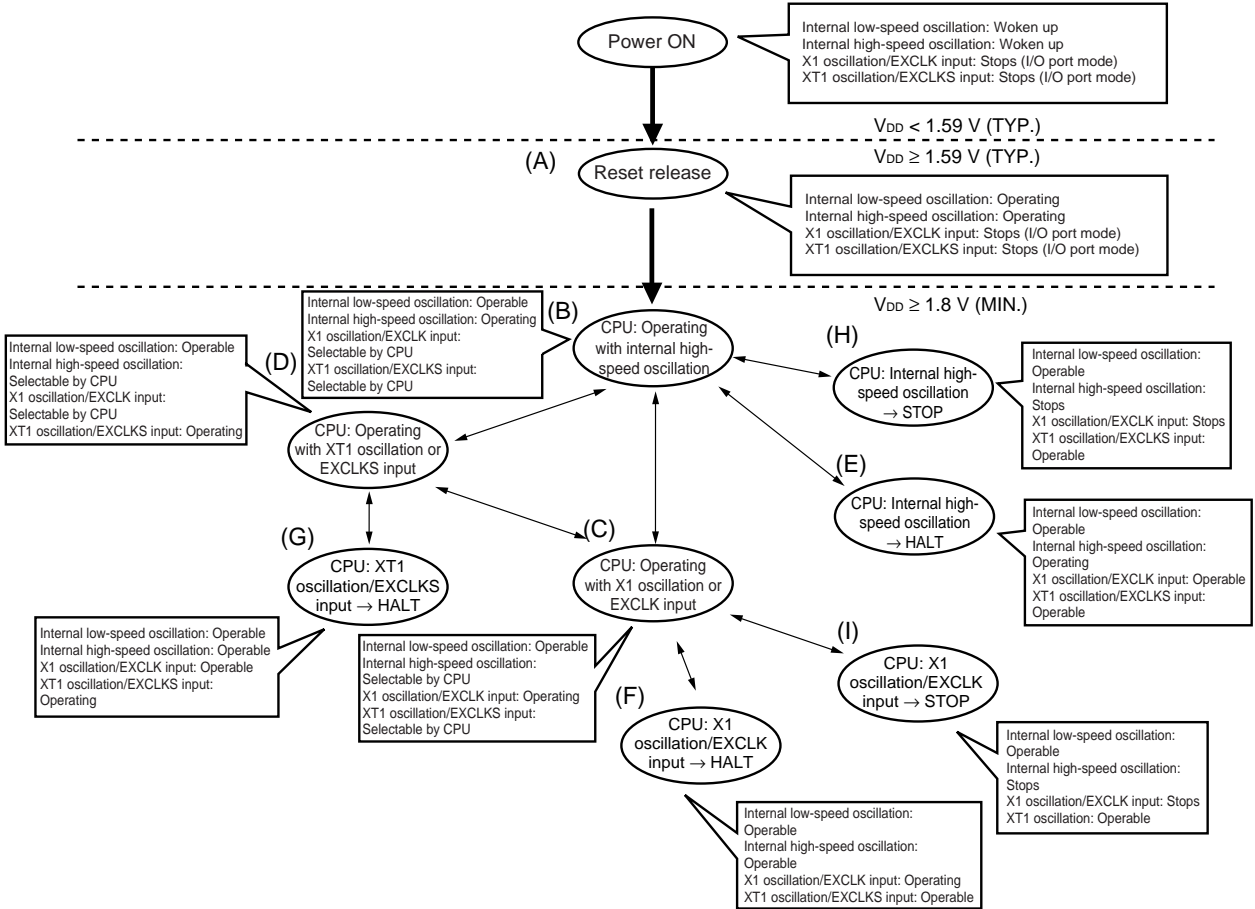 Power ON
Internal low-speed oscillation: Woken up
Internal high-speed oscillation: Woken up
X1 oscillation/EXCLK input: Stops (I/O port mode)
XT1 oscillation/EXCLKS input: Stops (I/O port mode)
VDD < 1.59 V (TYP.)
(A)
VDD ≥ 1.59 V (TYP.)
Reset release
Internal low-speed oscillation: Operating
Internal high-speed oscillation: Operating
X1 oscillation/EXCLK input: Stops (I/O port mode)
XT1 oscillation/EXCLKS input: Stops (I/O port mode)
VDD ≥ 1.8 V (MIN.)
(B)
Internal low-speed oscillation: Operable
Internal high-speed oscillation: Operating
X1 oscillation/EXCLK input:
Selectable by CPU
XT1 oscillation/EXCLKS input:
Selectable by CPU
CPU: Operating
with internal high-
speed oscillation
(H)
CPU: Internal high-
speed oscillation
→ STOP
Internal low-speed oscillation:
Operable
Internal high-speed oscillation:
Stops
X1 oscillation/EXCLK input: Stops
XT1 oscillation/EXCLKS input:
Operable
(D)
Internal low-speed oscillation: Operable
Internal high-speed oscillation:
Selectable by CPU
X1 oscillation/EXCLK input:
Selectable by CPU
XT1 oscillation/EXCLKS input: Operating
CPU: Operating
with XT1 oscillation or
EXCLKS input
(E)
CPU: Internal high-
speed oscillation
→ HALT
Internal low-speed oscillation:
Operable
Internal high-speed oscillation:
Operating
X1 oscillation/EXCLK input: Operable
XT1 oscillation/EXCLKS input:
Operable
(G)
CPU: XT1
oscillation/EXCLKS
input → HALT
Internal low-speed oscillation: Operable
Internal high-speed oscillation: Operable
X1 oscillation/EXCLK input: Operable
XT1 oscillation/EXCLKS input:
Operating
(C)
CPU: Operating
with X1 oscillation or
EXCLK input
Internal low-speed oscillation: Operable
Internal high-speed oscillation:
Selectable by CPU
X1 oscillation/EXCLK input: Operating
XT1 oscillation/EXCLKS input:
Selectable by CPU
(I)
CPU: X1
oscillation/EXCLK
input → STOP
Internal low-speed oscillation:
Operable
Internal high-speed oscillation:
Stops
X1 oscillation/EXCLK input: Stops
XT1 oscillation: Operable
(F)
CPU: X1
oscillation/EXCLK
input → HALT
Internal low-speed oscillation:
Operable
Internal high-speed oscillation:
Operable
X1 oscillation/EXCLK input: Operating
XT1 oscillation/EXCLKS input: Operable